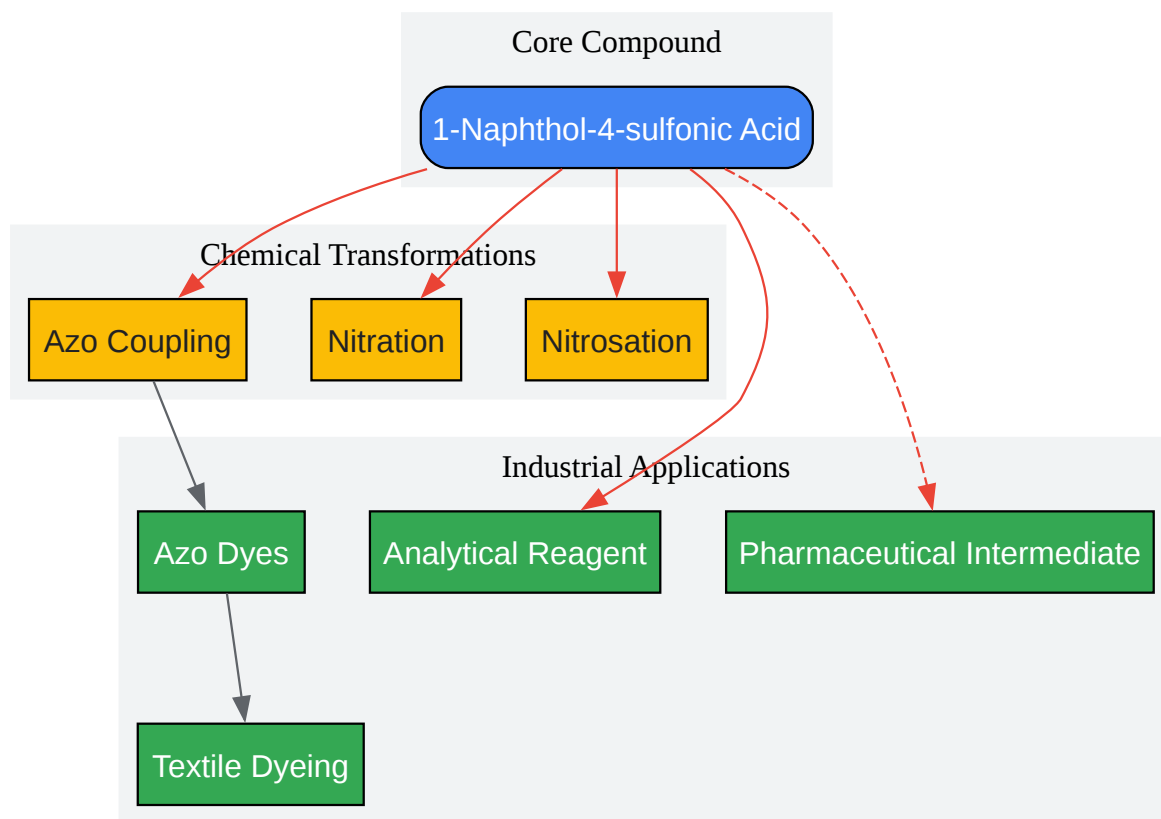 Core Compound
1-Naphthol-4-sulfonic Acid
Chemical Transformations
Azo Coupling
Nitration
Nitrosation
Industrial Applications
Azo Dyes
Analytical Reagent
Pharmaceutical Intermediate
Textile Dyeing